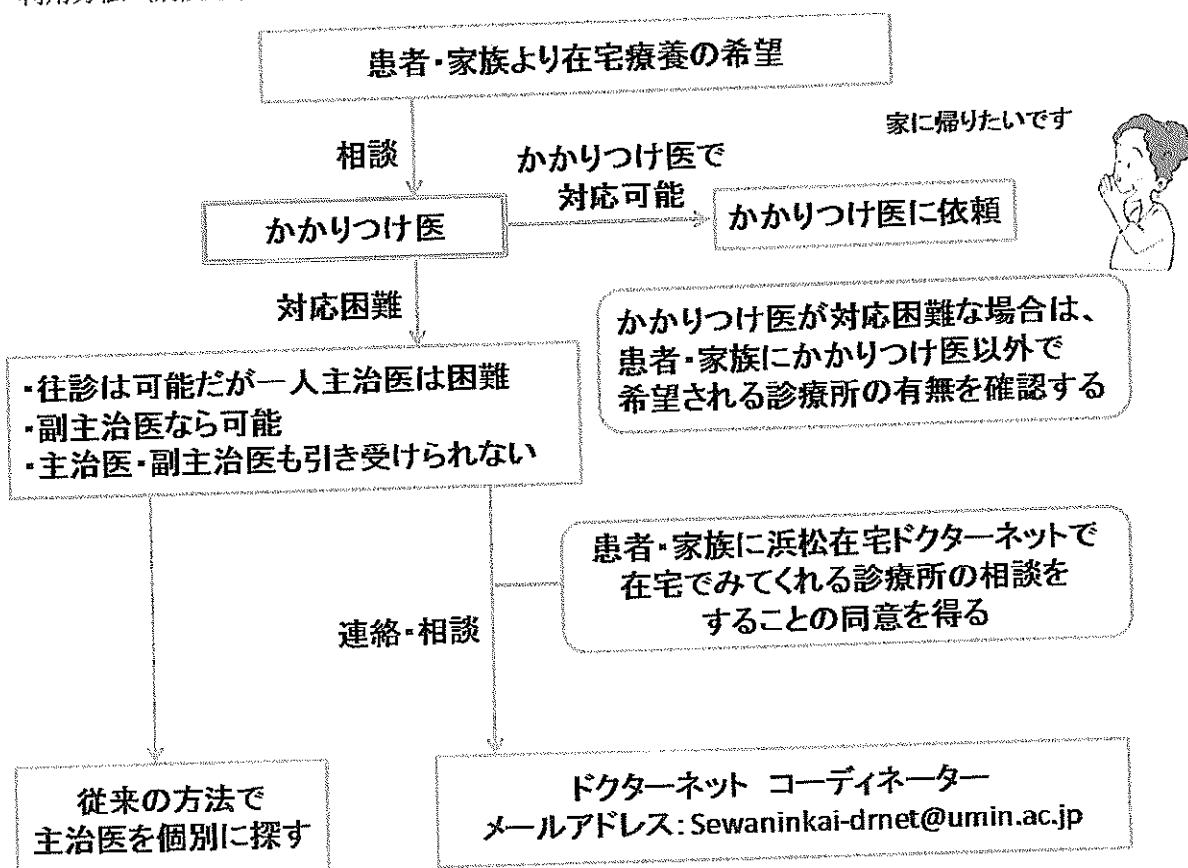 患者・家族より在宅療養の希望
家に帰りたいです
相談
かかりつけ医で
対応可能
かかりつけ医
かかりつけ医に依頼
対応困難
かかりつけ医が対応困難な場合は、
患者・家族にかかりつけ医以外で
希望される診療所の有無を確認する
・往診は可能だが一人主治医は困難
・副主治医なら可能
・主治医・副主治医も引き受けられない
患者・家族に浜松在宅ドクターネットで
在宅でみてくれる診療所の相談を
することの同意を得る
連絡・相談
従来の方法で
主治医を個別に探す
ドクターネット コーディネーター
メールアドレス：Sewaninkai-drnet@umin.ac.jp